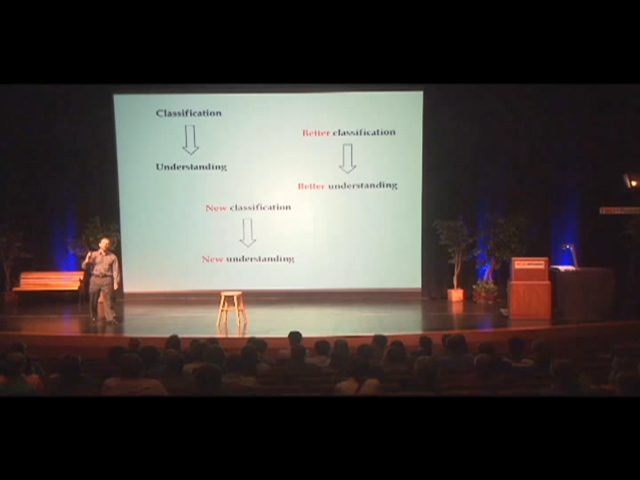 Classification
Understanding
Better classification
Better understanding
New classification
New understanding